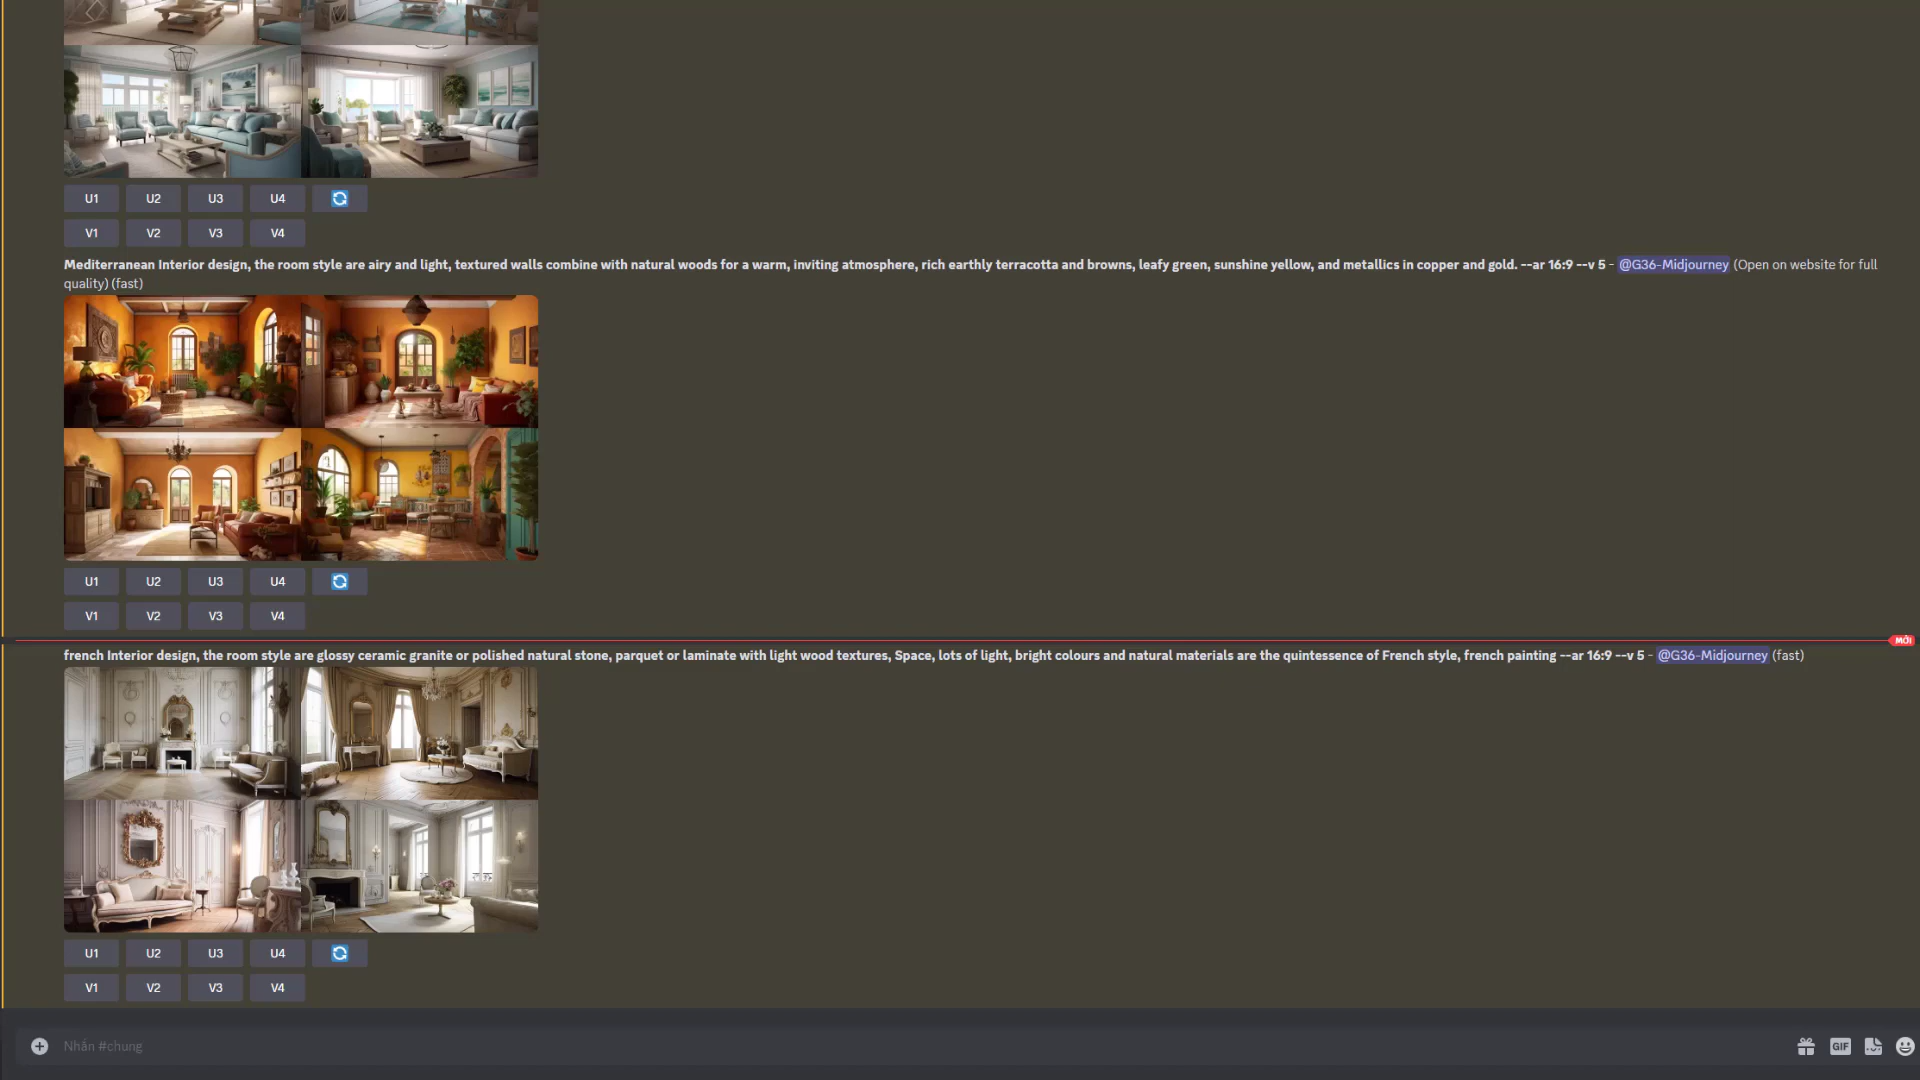 U1 U2 U3 U4
V1 V2 V3 V4
Mediterranean Interior design, the room style are airy and light, textured walls combine with natural woods for a warm, inviting atmosphere, rich earthly terracotta and browns, leafy green, sunshine yellow, and metallics in copper and gold. --ar 16:9 --v 5 - @G36-Midjourney (Open on website for full
quality) (fast)
U1 U2 U3 U4
V1 V2 V3 V4
MỚI
french Interior design, the room style are glossy ceramic granite or polished natural stone, parquet or laminate with light wood textures, Space, lots of light, bright colours and natural materials are the quintessence of French style, french painting --ar 16:9 --v 5 - @G36-Midjourney (fast)
U1 U2 U3 U4
V1 V2 V3 V4
Nhắn #chung
GIF